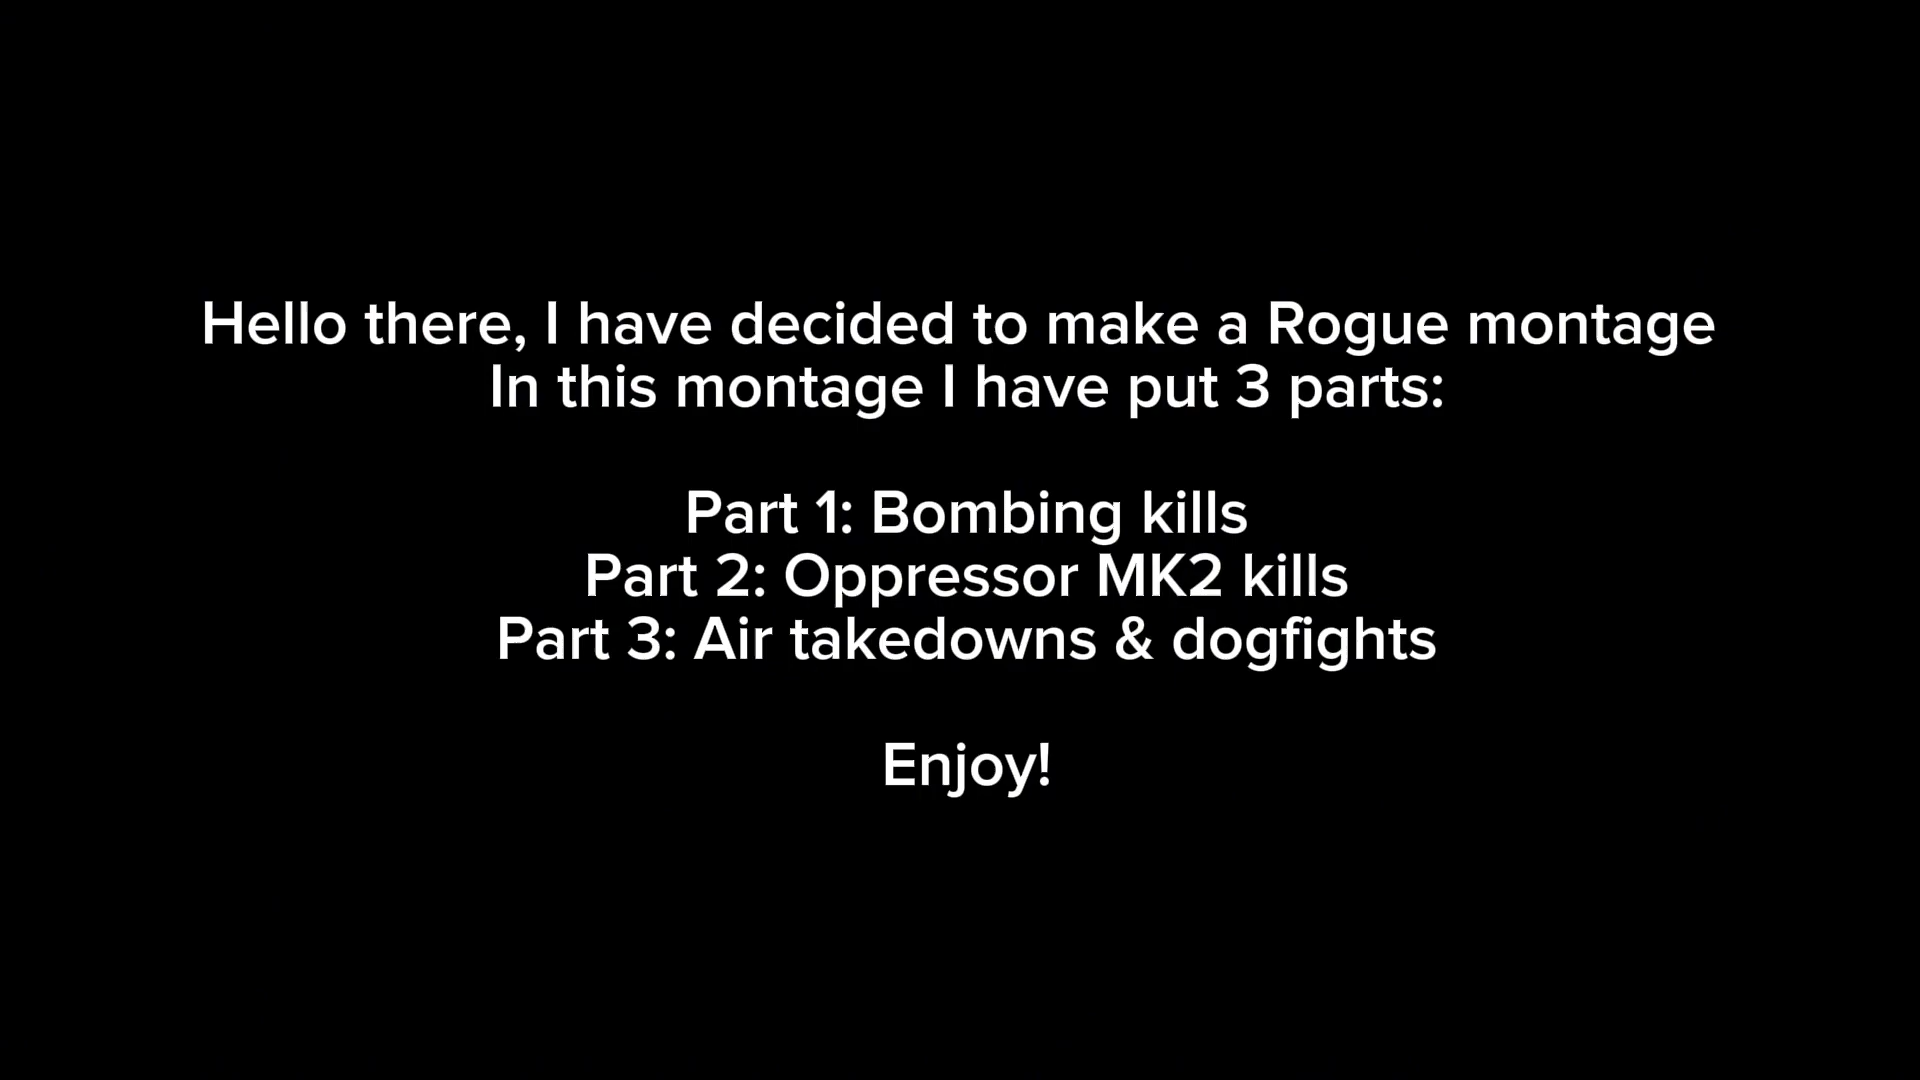 Hello there, I have decided to make a Rogue montage
In this montage I have put 3 parts:
Part 1: Bombing kills
Part 2: Oppressor MK2 kills
Part 3: Air takedowns & dogfights
Enjoy!